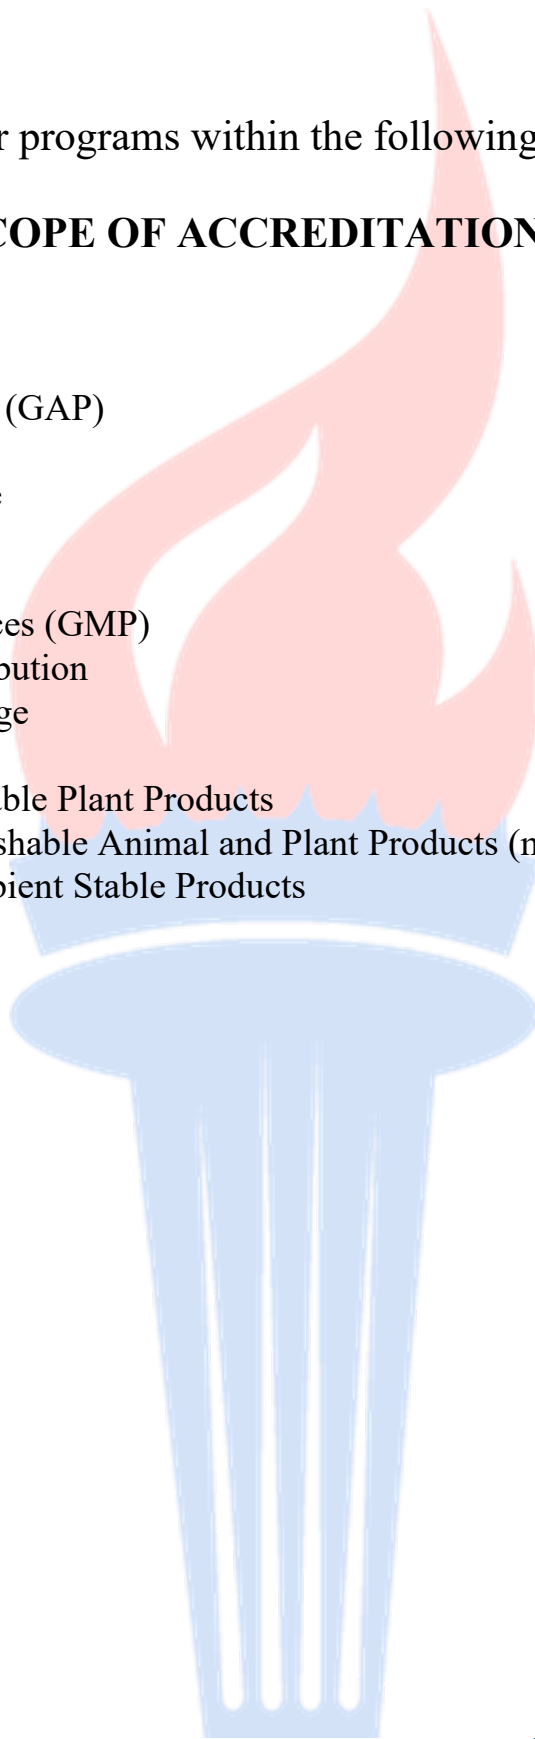 r programs within the following
COPE OF ACCREDITATION
(GAP)
e
ces (GMP)
bution
ge
able Plant Products
shable Animal and Plant Products (n
bient Stable Products